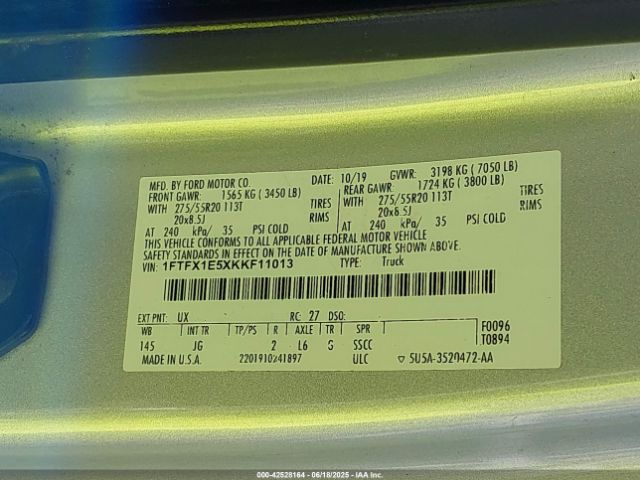 MFD. BY FORD MOTOR CO. DATE: 10/19 GVWR: 3198 KG ( 7050 LB)
FRONT GAWR: 1565 KG ( 3450 LB) REAR GAWR: 1724 KG ( 3800 LB)
WITH 275/55R20 113T TIRES WITH 275/55R20 113T TIRES
20x8.5J RIMS 20x8.5J RIMS
AT 240 kPa/ 35 PSI COLD AT 240 kPa/ 35 PSI COLD
THIS VEHICLE CONFORMS TO ALL APPLICABLE FEDERAL MOTOR VEHICLE
SAFETY STANDARDS IN EFFECT ON THE DATE OF MANUFACTURE SHOWN ABOVE.
VIN: 1FTFX1E5XKKF11013 TYPE: Truck
EXT PNT: UX RC: 27 DSO: F0096
WB INT TR TP/PS R AXLE TR SPR T0894
145 JG 2 L6 G SSCC
MADE IN U.S.A. 2201910241897 ULC 5U5A-3520472-AA
000-42528164 - 06/18/2025 - IAA Inc.